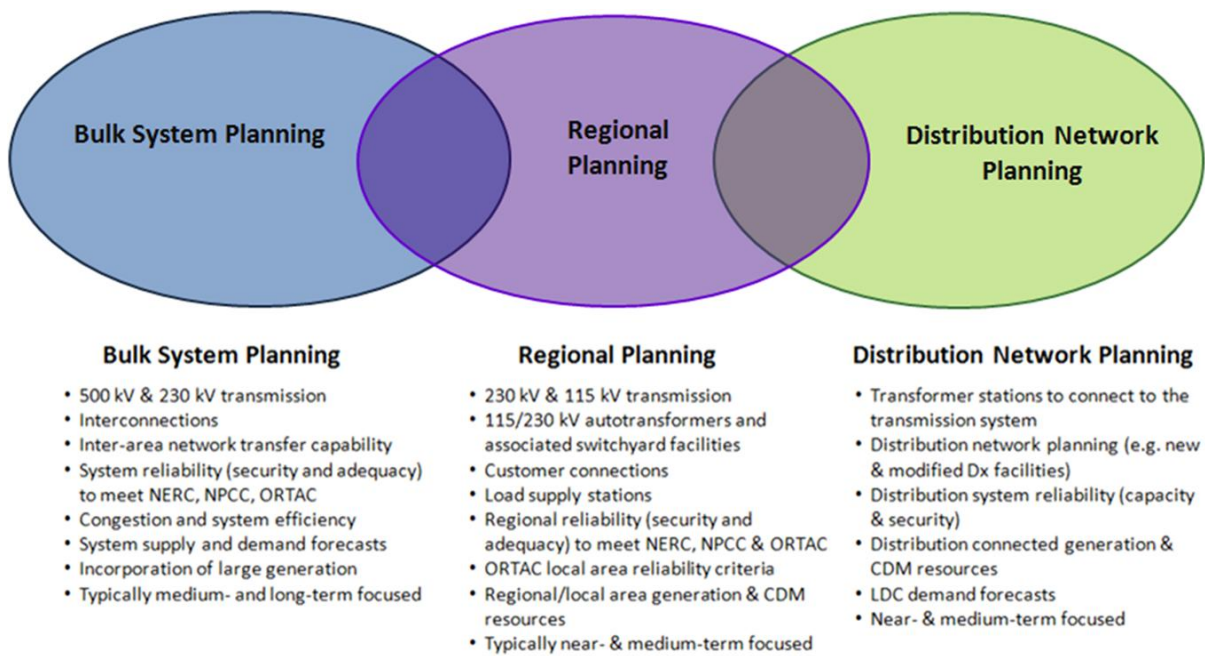 Bulk System Planning
Regional
Planning
Distribution Network
Planning
Bulk System Planning
• 500 kV & 230 kV transmission
• Interconnections
• Inter-area network transfer capability
• System reliability (security and adequacy)
to meet NERC, NPCC, ORTAC
• Congestion and system efficiency
• System supply and demand forecasts
• Incorporation of large generation
• Typically medium- and long-term focused
Regional Planning
• 230 kV & 115 kV transmission
• 115/230 kV autotransformers and
associated switchyard facilities
• Customer connections
• Load supply stations
• Regional reliability (security and
adequacy) to meet NERC, NPCC & ORTAC
• ORTAC local area reliability criteria
• Regional/local area generation & CDM
resources
• Typically near- & medium-term focused
Distribution Network Planning
• Transformer stations to connect to the
transmission system
• Distribution network planning (e.g. new
& modified Dx facilities)
• Distribution system reliability (capacity
& security)
• Distribution connected generation &
CDM resources
• LDC demand forecasts
• Near- & medium-term focused